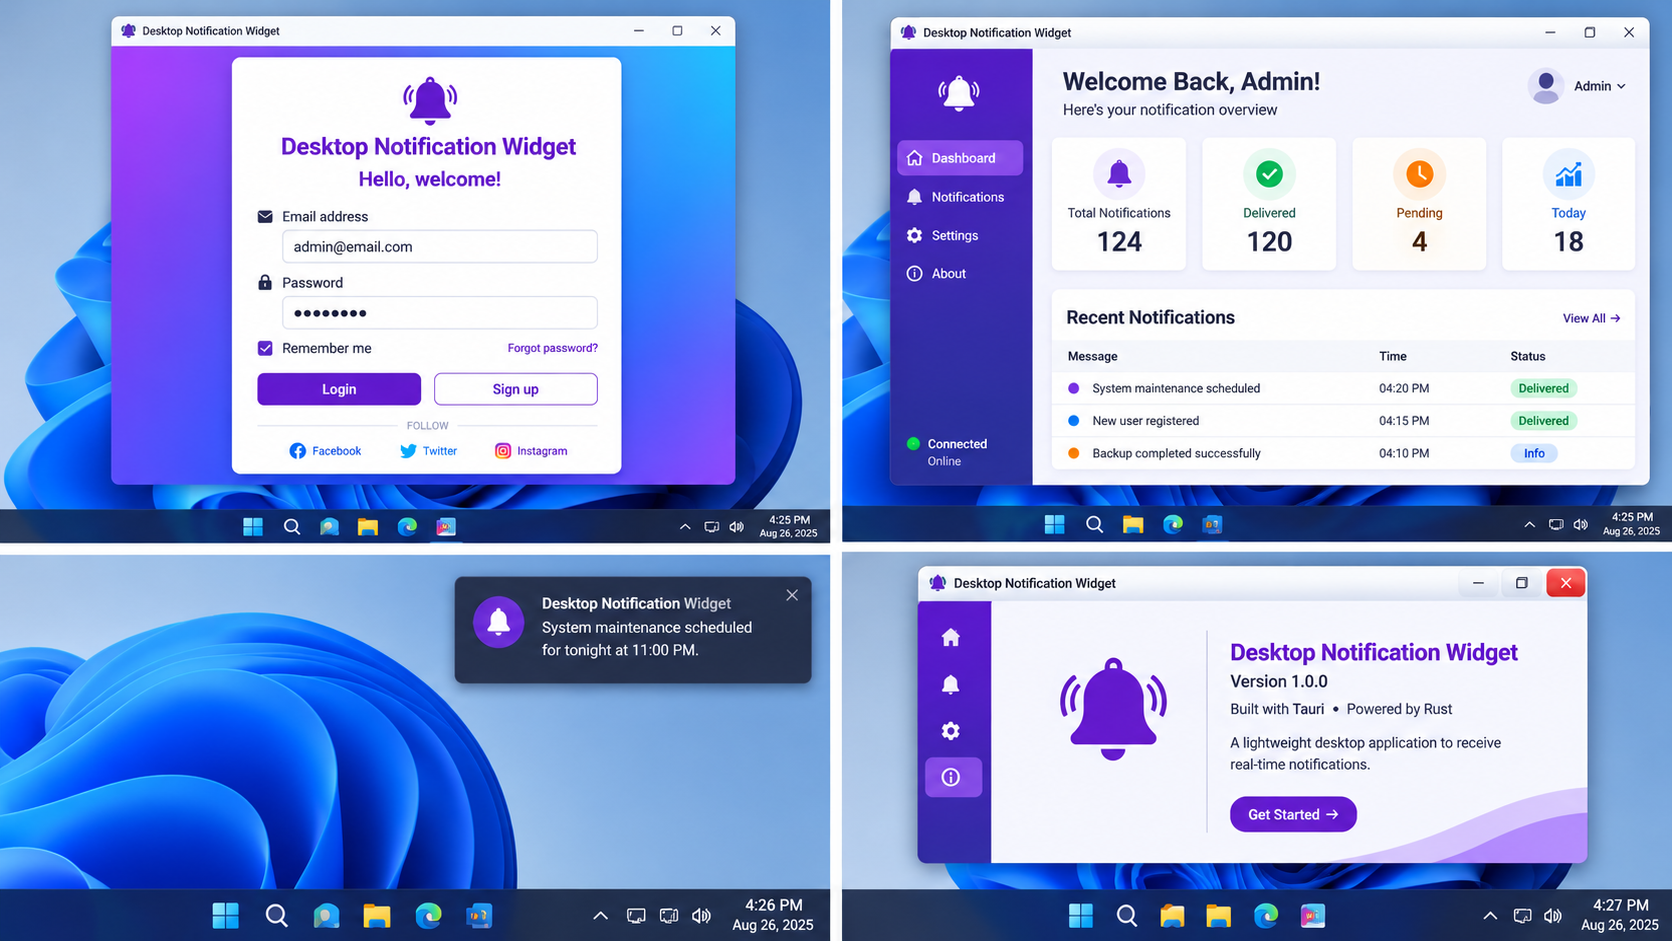 Desktop Notification Widget
Desktop Notification Widget
Hello, welcome!
Email address
admin@email.com
Password
Remember me
Forgot password?
Login
Sign up
FOLLOW
Facebook
Twitter
Instagram
4:25 PM
Aug 26, 2025
Desktop Notification Widget
Welcome Back, Admin!
Here's your notification overview
Admin
Dashboard
Notifications
Settings
About
Connected
Online
Total Notifications
124
Delivered
120
Pending
4
Today
18
Recent Notifications
View All →
Message Time Status
System maintenance scheduled 04:20 PM Delivered
New user registered 04:15 PM Delivered
Backup completed successfully 04:10 PM Info
4:25 PM
Aug 26, 2025
Desktop Notification Widget
System maintenance scheduled
for tonight at 11:00 PM.
4:26 PM
Aug 26, 2025
Desktop Notification Widget
Desktop Notification Widget
Version 1.0.0
Built with Tauri • Powered by Rust
A lightweight desktop application to receive
real-time notifications.
Get Started →
4:27 PM
Aug 26, 2025